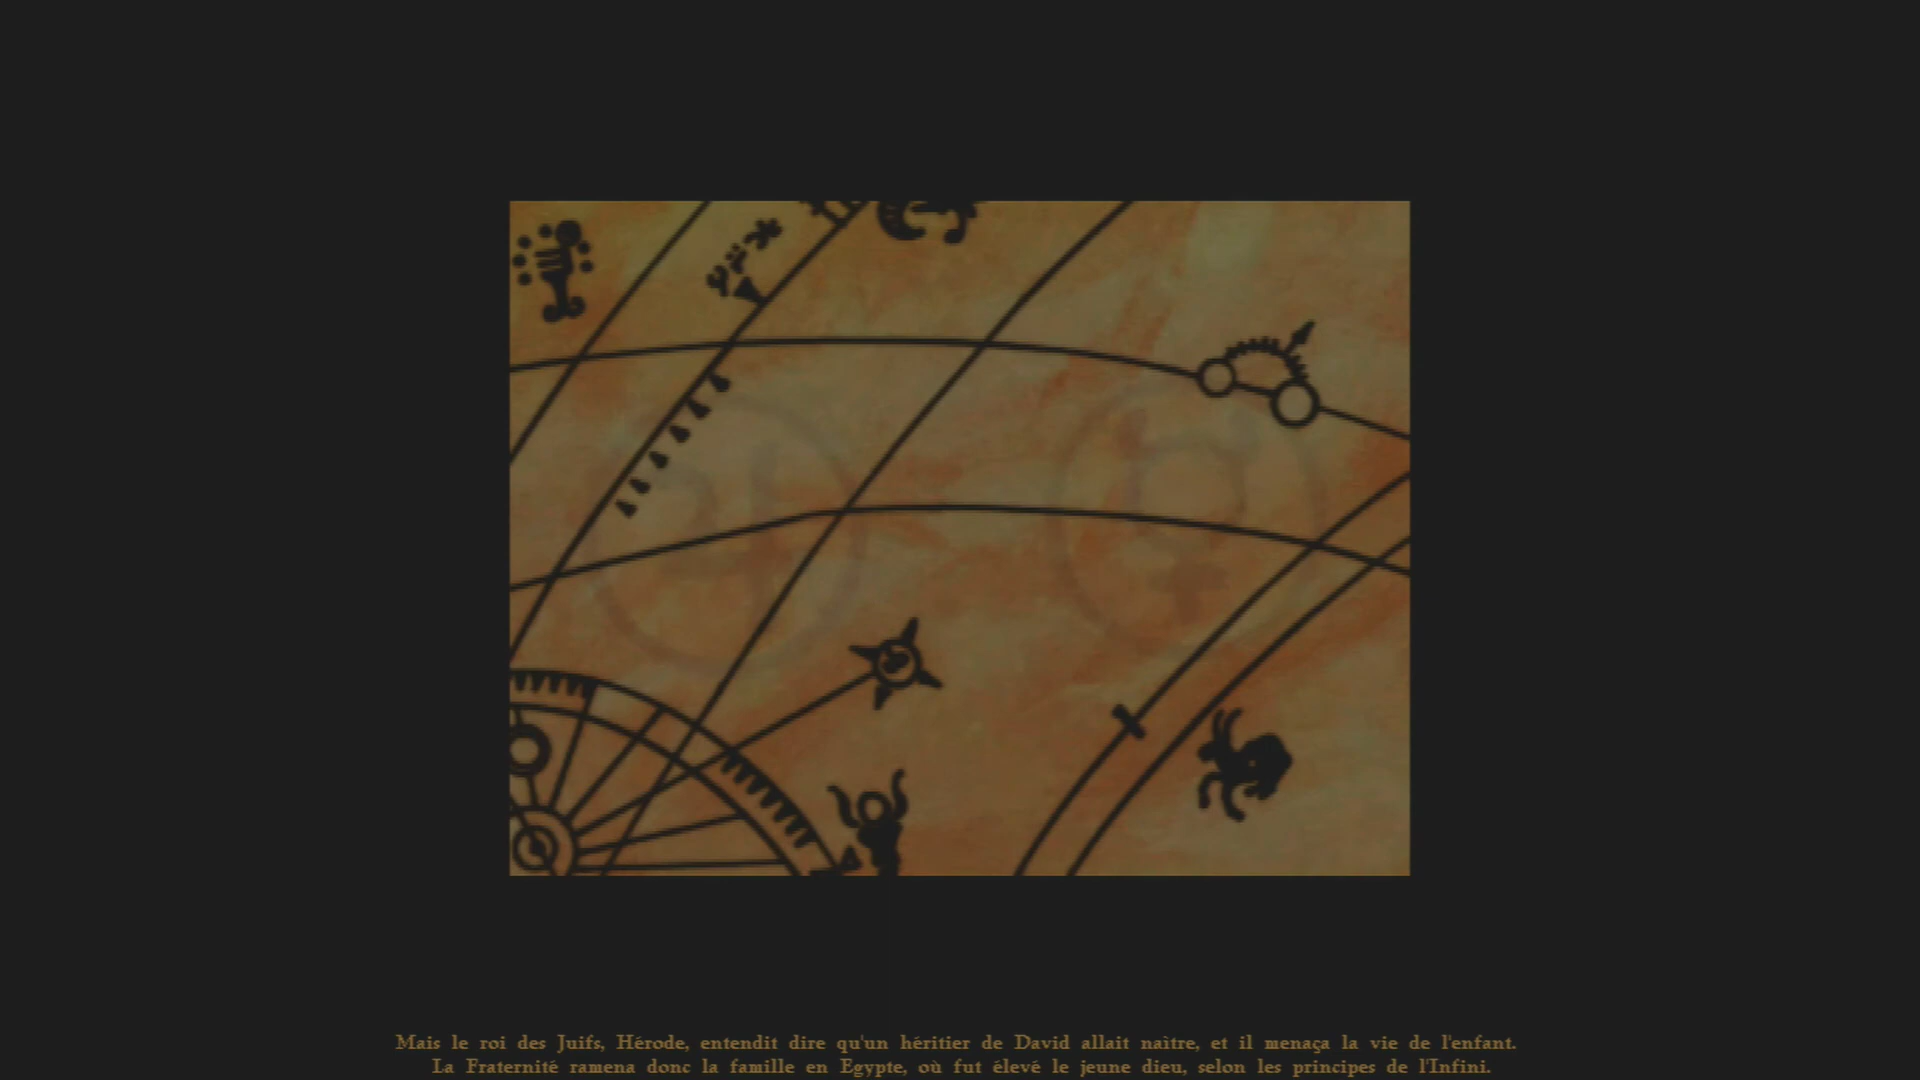 Mais le roi des Juifs, Hérode, entendit dire qu'un héritier de David allait naître, et il menaça la vie de l'enfant.
La Fraternité ramena donc la famille en Egypte, où fut élevé le jeune dieu, selon les principes de l'Infini.